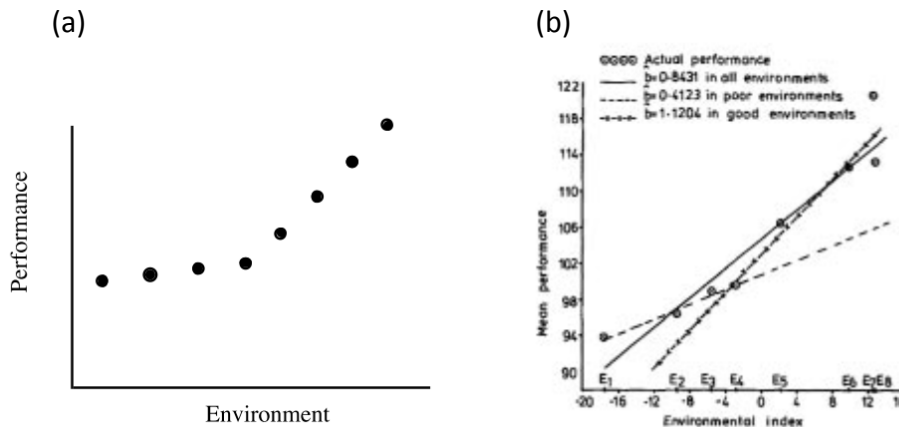 (a)
Performance
Environment
(b)
Actual performance
b=0·8431 in all environments
b=0·4123 in poor environments
b=1·1204 in good environments
122
118
114
106
102
98
94
90
Mean performance
E1 E2 E3 E4 E5 E6 E7 E8
-20 -16 -12 -8 -4 0 4 8 12
Environmental index